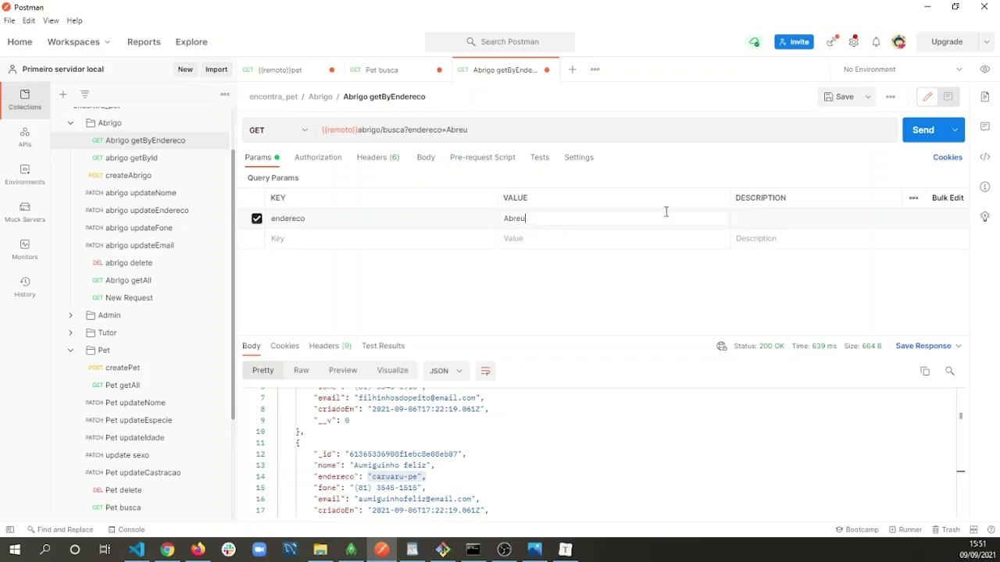 Postman
File Edit View Help
Home Workspaces Reports Explore Search Postman Invite Upgrade
Primeiro servidor local New Import GET {{remoto}}pet GET Pet busca GET Abrigo getByEnde... No Environment
Collections
APIs
Environments
Mock Servers
Monitors
History
Abrigo
GET Abrigo getByEndereco
GET abrigo getById
POST createAbrigo
PATCH abrigo updateNome
PATCH abrigo updateEndereco
PATCH abrigo updateFone
PATCH abrigo updateEmail
DEL abrigo delete
GET Abrigo getAll
GET New Request
Admin
Tutor
Pet
POST createPet
GET Pet getAll
PATCH Pet updateNome
PATCH Pet updateEspecie
PATCH Pet updateIdade
PATCH update sexo
PATCH Pet updateCastracao
DEL Pet delete
GET Pet busca
encontra_pet / Abrigo / Abrigo getByEndereco Save
GET {{remoto}}abrigo/busca?endereco=Abreu Send
Params Authorization Headers (6) Body Pre-request Script Tests Settings Cookies
Query Params
KEY VALUE DESCRIPTION Bulk Edit
endereco Abreu
Key Value Description
Body Cookies Headers (9) Test Results Status: 200 OK Time: 639 ms Size: 664 B Save Response
Pretty Raw Preview Visualize JSON
7 "email": "filhinhosdopeito@email.com",
8 "criadoEm": "2021-09-06T17:22:19.061Z",
9 "__v": 0
10 },
11 {
12 "_id": "61365336908f1ebc8e08eb07",
13 "nome": "Aumiguinho feliz",
14 "endereco": "caruaru-pe",
15 "fone": "(81) 3545-1515",
16 "email": "aumiguinhofeliz@email.com",
17 "criadoEm": "2021-09-06T17:22:19.061Z",
Find and Replace Console Bootcamp Runner Trash
15:51
09/09/2021